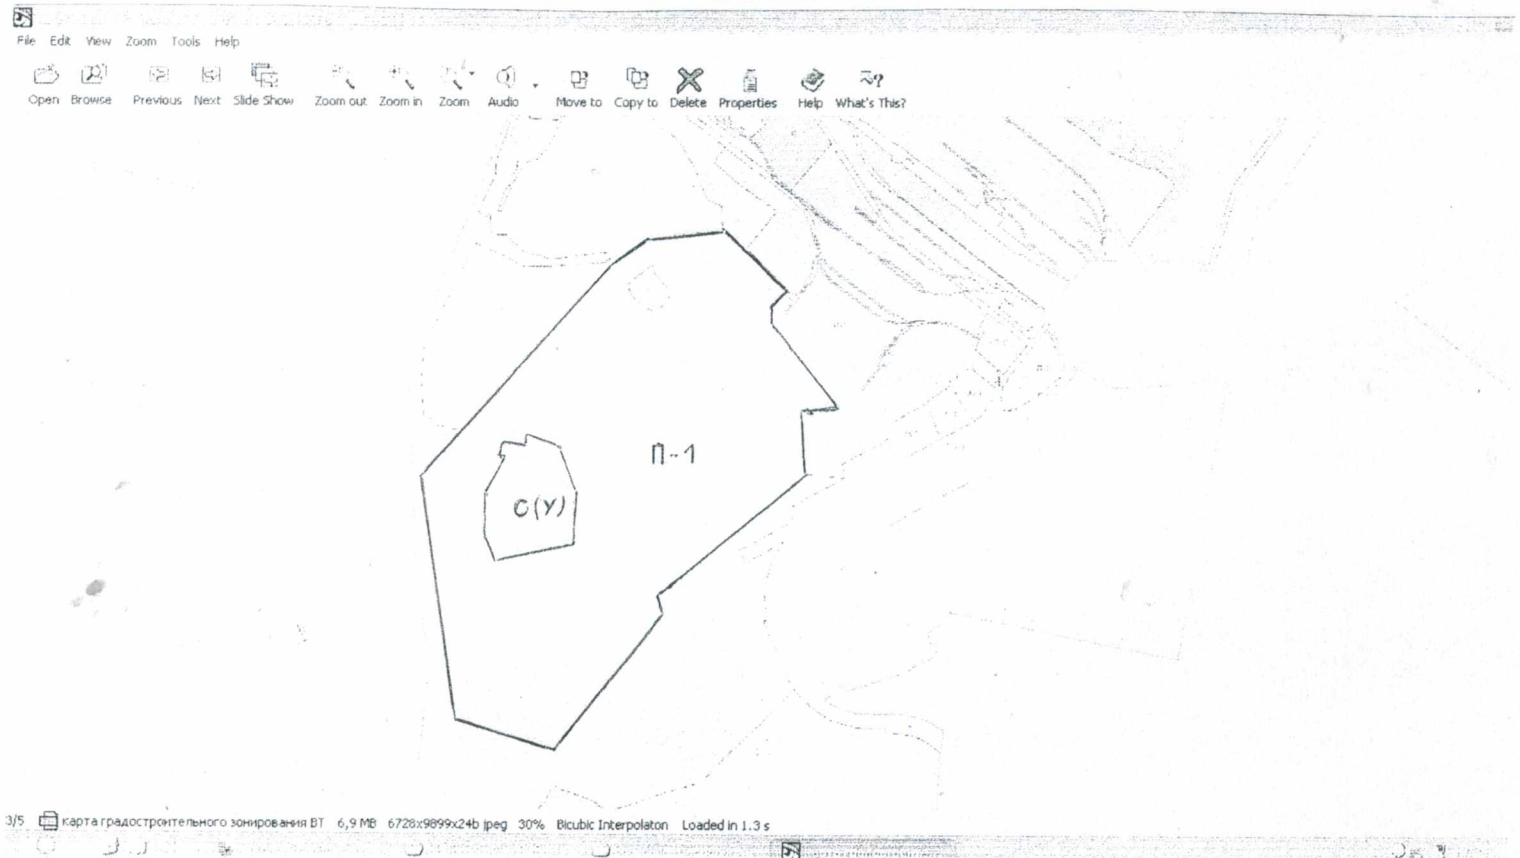 File Edit View Zoom Tools Help
Open Browse Previous Next Slide Show Zoom out Zoom in Zoom Audio Move to Copy to Delete Properties Help What's This?
П-1
С(У)
3/5 карта градостроительного зонирования ВТ 6,9 MB 6728x9899x24b jpeg 30% Bicubic Interpolaton Loaded in 1.3 s